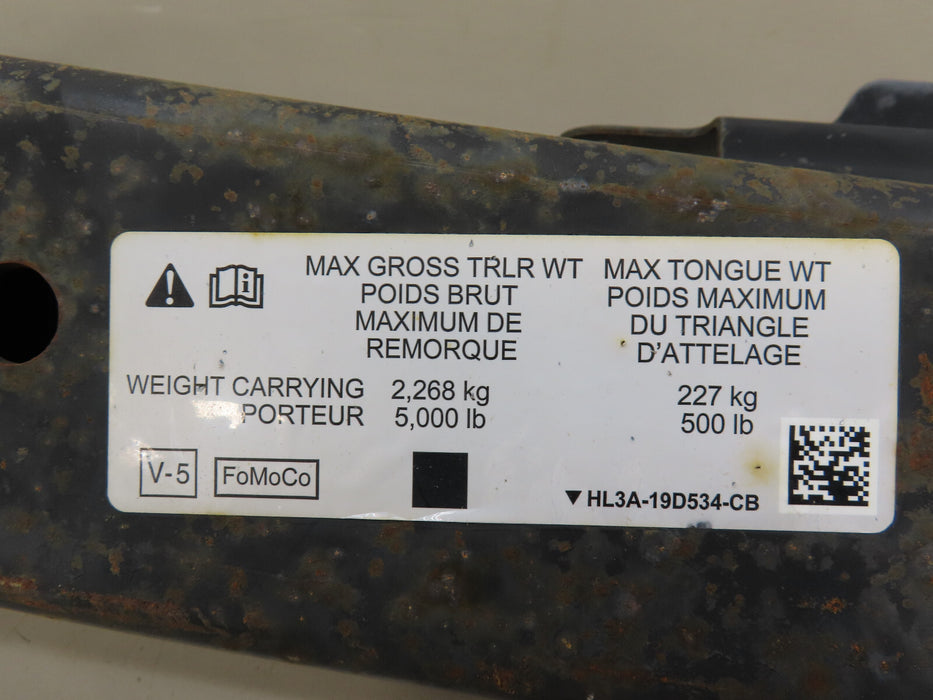 MAX GROSS TRLR WT
POIDS BRUT
MAXIMUM DE
REMORQUE
MAX TONGUE WT
POIDS MAXIMUM
DU TRIANGLE
D'ATTELAGE
WEIGHT CARRYING 2,268 kg 227 kg
PORTEUR 5,000 lb 500 lb
V-5 FoMoCo ▼ HL3A-19D534-CB